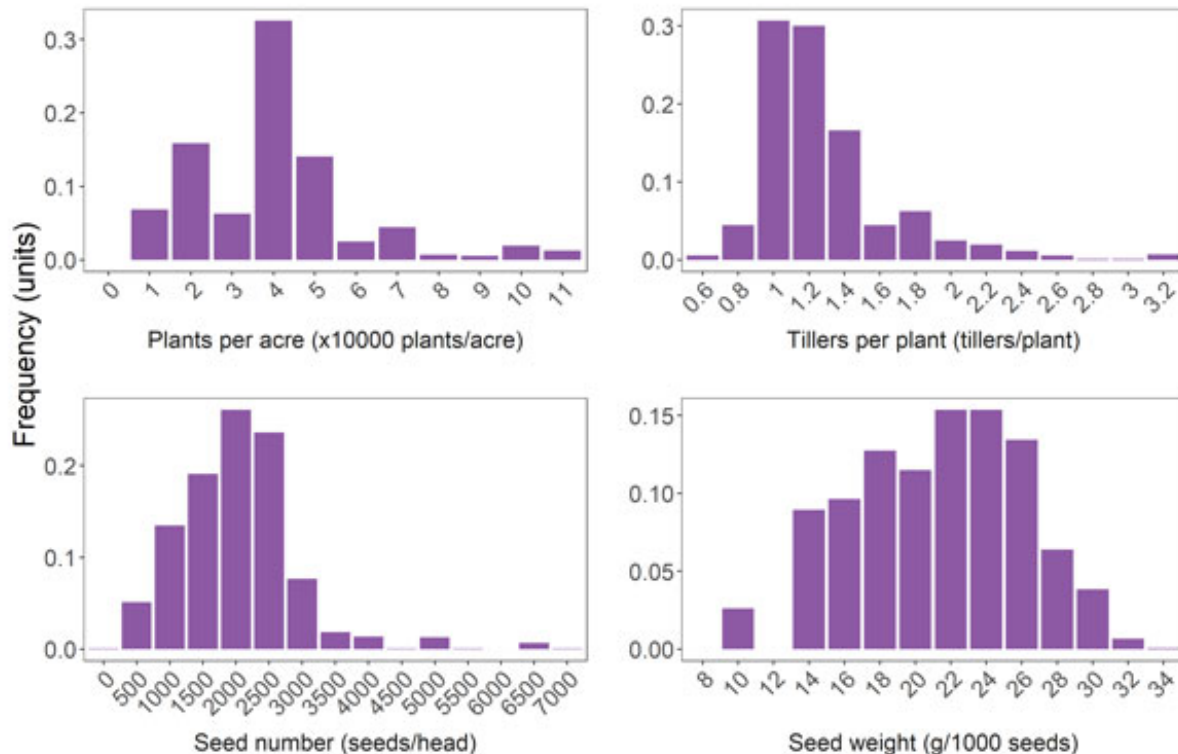 Frequency (units)
0.3
0.2
0.1
0.0
0 1 2 3 4 5 6 7 8 9 10 11
Plants per acre (x10000 plants/acre)
0.3
0.2
0.1
0.0
0.6 0.8 1 1.2 1.4 1.6 1.8 2 2.2 2.4 2.6 2.8 3 3.2
Tillers per plant (tillers/plant)
0.2
0.1
0.0
0 500 1000 1500 2000 2500 3000 3500 4000 4500 5000 5500 6000 6500 7000
Seed number (seeds/head)
0.15
0.10
0.05
0.00
8 10 12 14 16 18 20 22 24 26 28 30 32 34
Seed weight (g/1000 seeds)